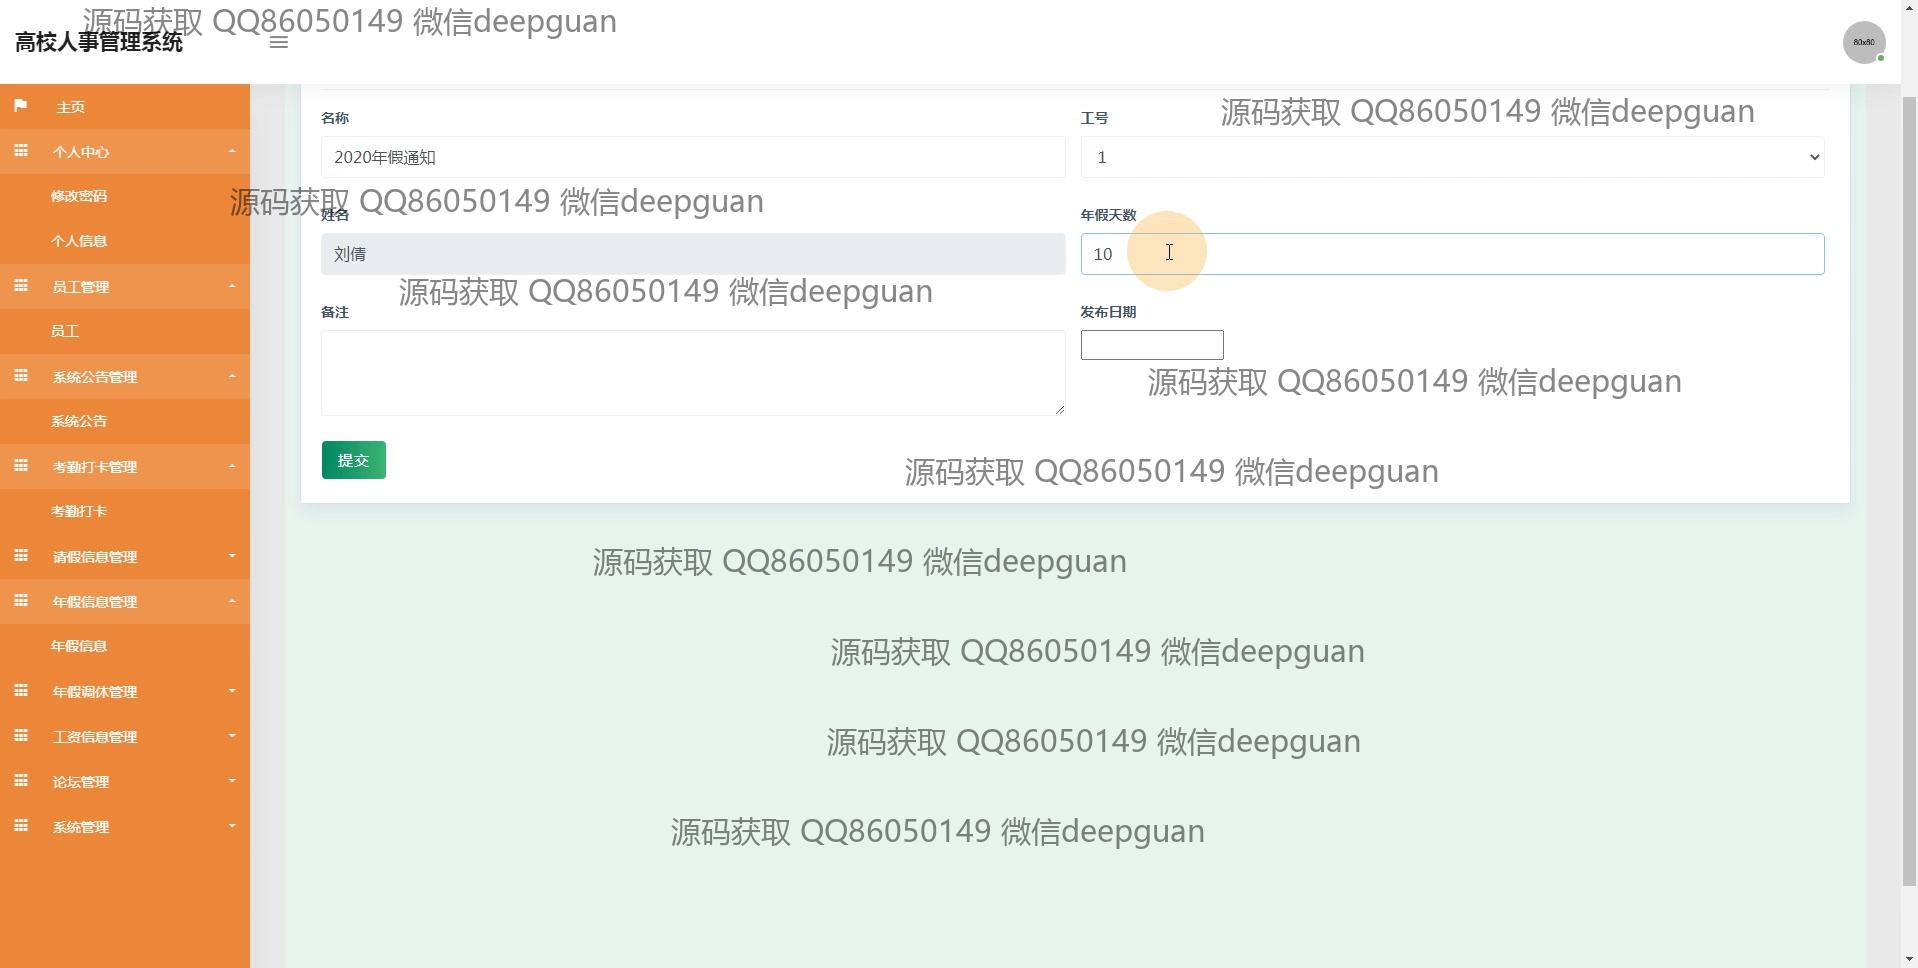 源码获取 QQ86050149 微信deepguan
高校人事管理系统
80x80
主页
个人中心
修改密码
个人信息
员工管理
员工
系统公告管理
系统公告
考勤打卡管理
考勤打卡
请假信息管理
年假信息管理
年假信息
年假调休管理
工资信息管理
论坛管理
系统管理
名称
工号
源码获取 QQ86050149 微信deepguan
2020年假通知
1
源码获取 QQ86050149 微信deepguan
姓名
年假天数
刘倩
10
源码获取 QQ86050149 微信deepguan
备注
发布日期
源码获取 QQ86050149 微信deepguan
提交
源码获取 QQ86050149 微信deepguan
源码获取 QQ86050149 微信deepguan
源码获取 QQ86050149 微信deepguan
源码获取 QQ86050149 微信deepguan
源码获取 QQ86050149 微信deepguan